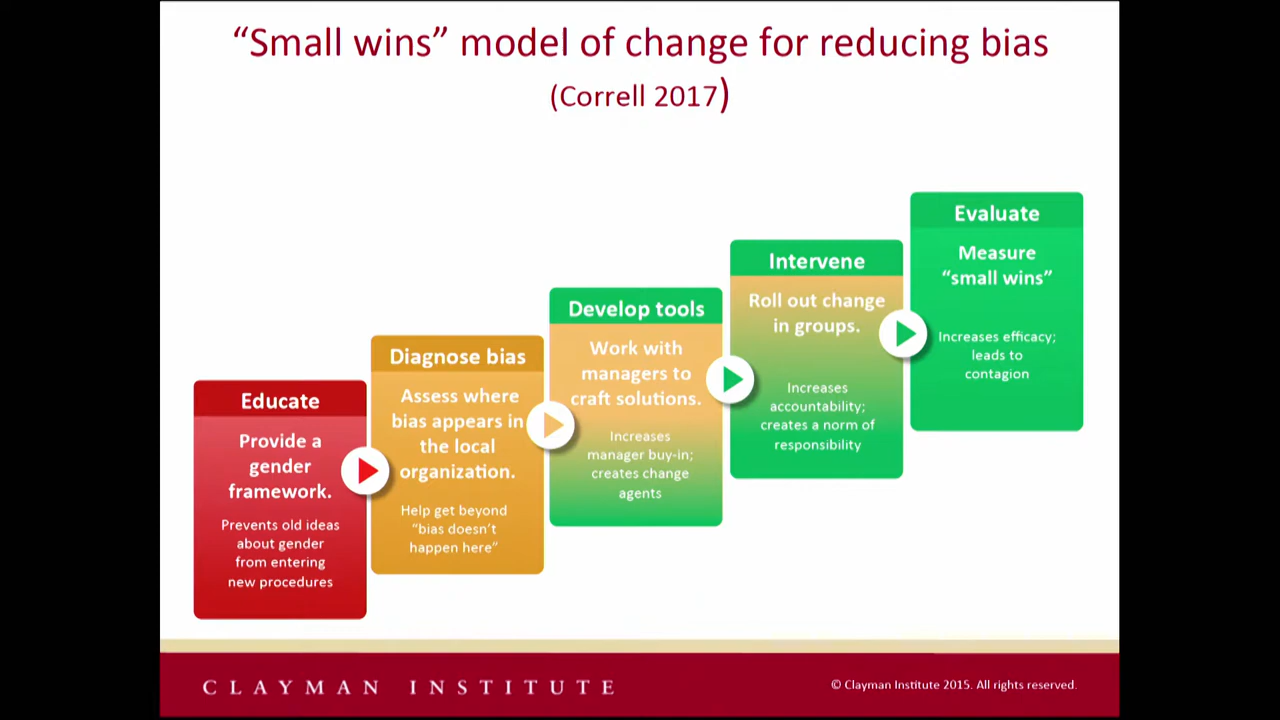 “Small wins” model of change for reducing bias
(Correll 2017)
Educate
Provide a
gender
framework.
Prevents old ideas
about gender
from entering
new procedures
Diagnose bias
Assess where
bias appears in
the local
organization.
Help get beyond
“bias doesn’t
happen here”
Develop tools
Work with
managers to
craft solutions.
Increases
manager buy-in;
creates change
agents
Intervene
Roll out change
in groups.
Increases
accountability;
creates a norm of
responsibility
Evaluate
Measure
“small wins”
Increases efficacy;
leads to
contagion
CLAYMAN INSTITUTE
© Clayman Institute 2015. All rights reserved.